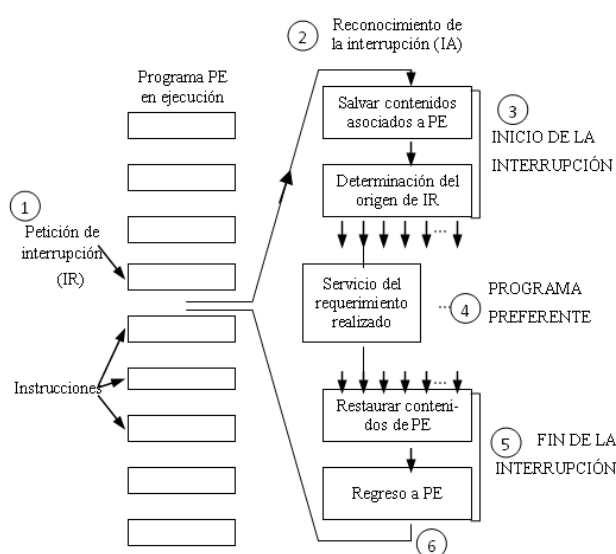 2
Reconocimiento de
la interrupción (IA)
Programa PE
en ejecución
Salvar contenidos
asociados a PE
3
INICIO DE LA
INTERRUPCIÓN
Determinación del
origen de IR
1
Petición de
interrupción
(IR)
...
Servicio del
requerimiento
realizado
...
4
PROGRAMA
PREFERENTE
Instrucciones
...
Restaurar conteni-
dos de PE
5
FIN DE LA
INTERRUPCIÓN
Regreso a PE
6